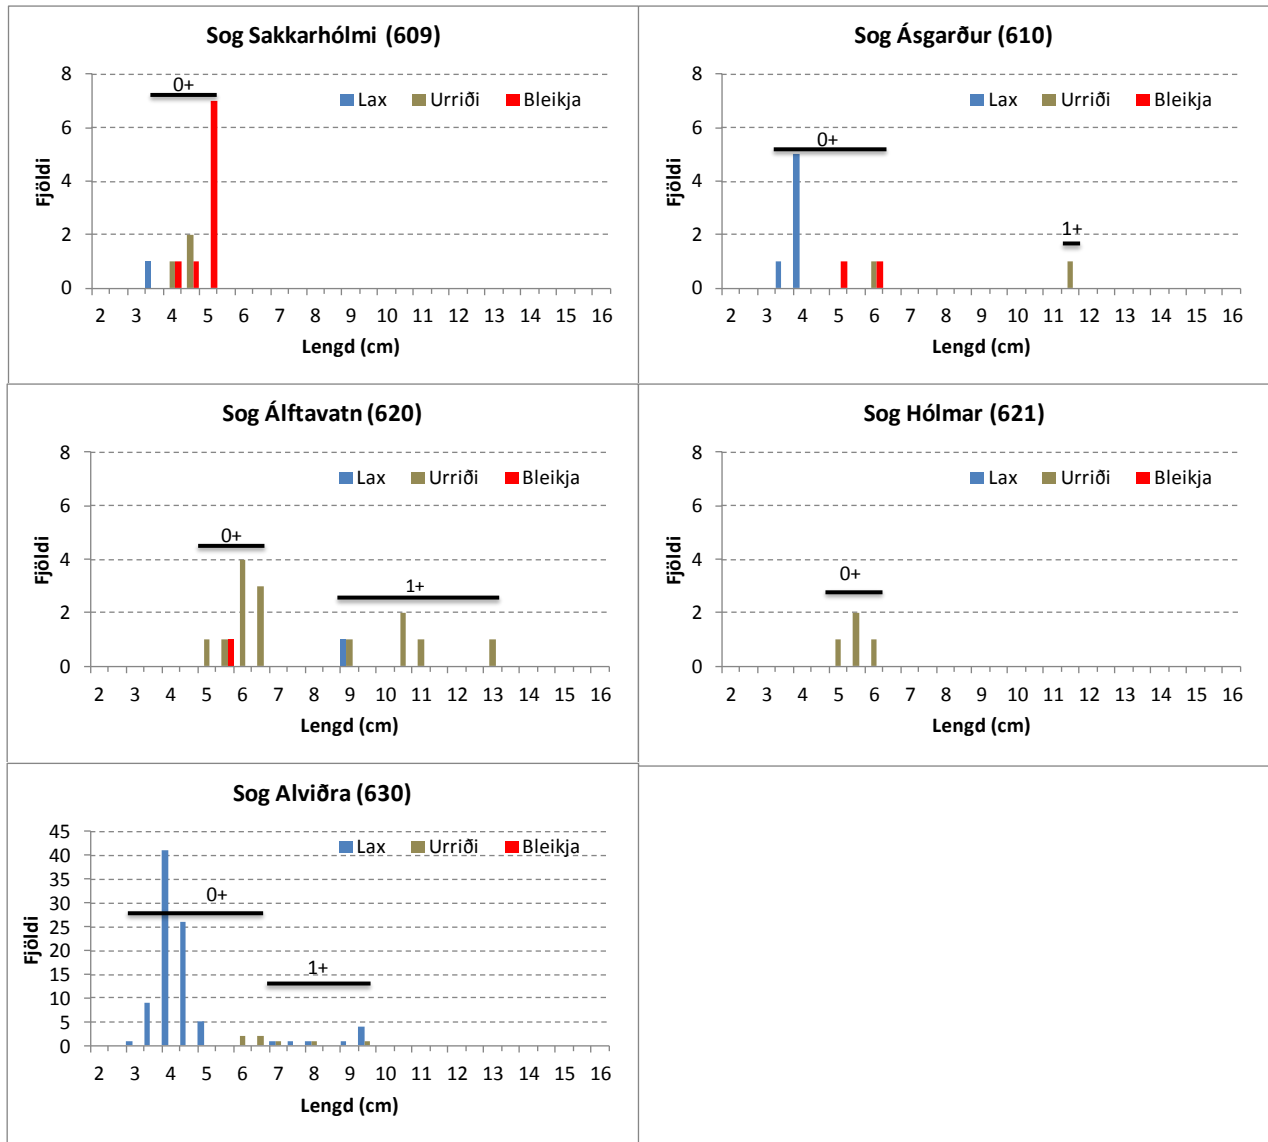 Sog Sakkarhólmi (609)
8
6
4
2
0
Fjöldi
0+
Lax Urriði Bleikja
2 3 4 5 6 7 8 9 10 11 12 13 14 15 16
Lengd (cm)
Sog Ásgarður (610)
8
6
4
2
0
Fjöldi
Lax Urriði Bleikja
0+
1+
2 3 4 5 6 7 8 9 10 11 12 13 14 15 16
Lengd (cm)
Sog Álftavatn (620)
8
6
4
2
0
Fjöldi
Lax Urriði Bleikja
0+
1+
2 3 4 5 6 7 8 9 10 11 12 13 14 15 16
Lengd (cm)
Sog Hólmar (621)
8
6
4
2
0
Fjöldi
Lax Urriði Bleikja
0+
2 3 4 5 6 7 8 9 10 11 12 13 14 15 16
Lengd (cm)
Sog Alviðra (630)
45
40
35
30
25
20
15
10
5
0
Fjöldi
Lax Urriði Bleikja
0+
1+
2 3 4 5 6 7 8 9 10 11 12 13 14 15 16
Lengd (cm)